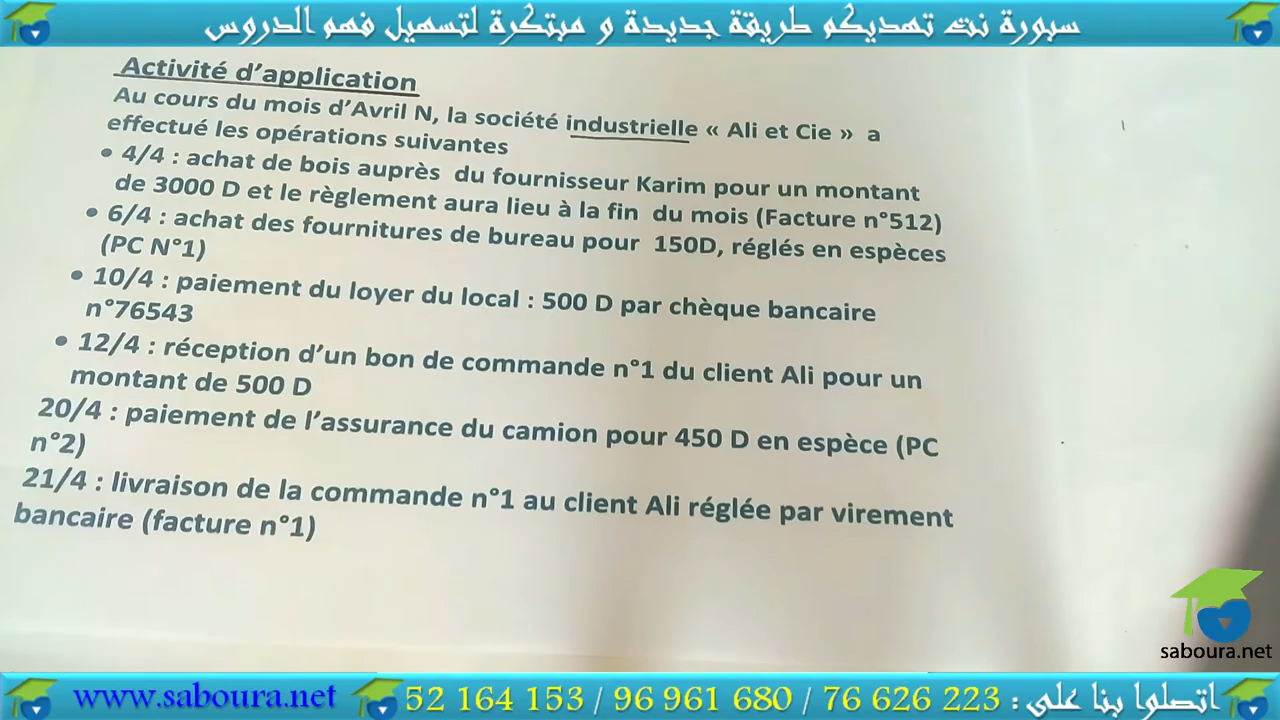 سبورة نت تهديكم طريقة جديدة و مبتكرة لتسهيل فهم الدروس
Activité d’application
Au cours du mois d’Avril N, la société industrielle « Ali et Cie » a
effectué les opérations suivantes
• 4/4 : achat de bois auprès du fournisseur Karim pour un montant
de 3000 D et le règlement aura lieu à la fin du mois (Facture n°512)
• 6/4 : achat des fournitures de bureau pour 150D, réglés en espèces
(PC N°1)
• 10/4 : paiement du loyer du local : 500 D par chèque bancaire
n°76543
• 12/4 : réception d’un bon de commande n°1 du client Ali pour un
montant de 500 D
20/4 : paiement de l’assurance du camion pour 450 D en espèce (PC
n°2)
21/4 : livraison de la commande n°1 au client Ali réglée par virement
bancaire (facture n°1)
saboura.net
www.saboura.net
اتصلوا بنا على : 52 164 153 / 96 961 680 / 76 626 223